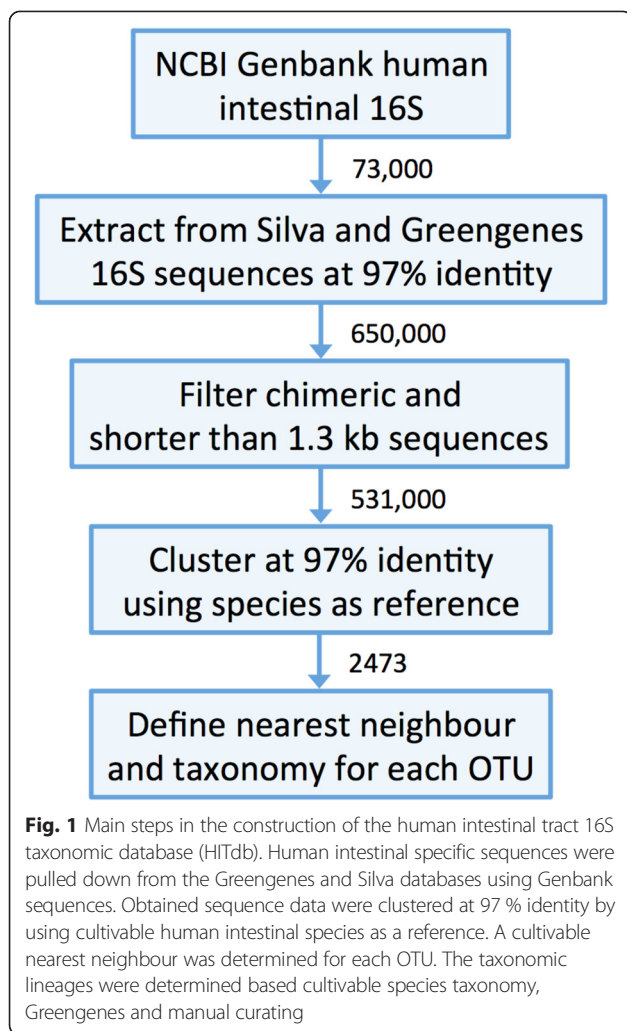 NCBI Genbank human
intestinal 16S
73,000
Extract from Silva and Greengenes
16S sequences at 97% identity
650,000
Filter chimeric and
shorter than 1.3 kb sequences
531,000
Cluster at 97% identity
using species as reference
2473
Define nearest neighbour
and taxonomy for each OTU
Fig. 1 Main steps in the construction of the human intestinal tract 16S
taxonomic database (HITdb). Human intestinal specific sequences were
pulled down from the Greengenes and Silva databases using Genbank
sequences. Obtained sequence data were clustered at 97 % identity by
using cultivable human intestinal species as a reference. A cultivable
nearest neighbour was determined for each OTU. The taxonomic
lineages were determined based cultivable species taxonomy,
Greengenes and manual curating